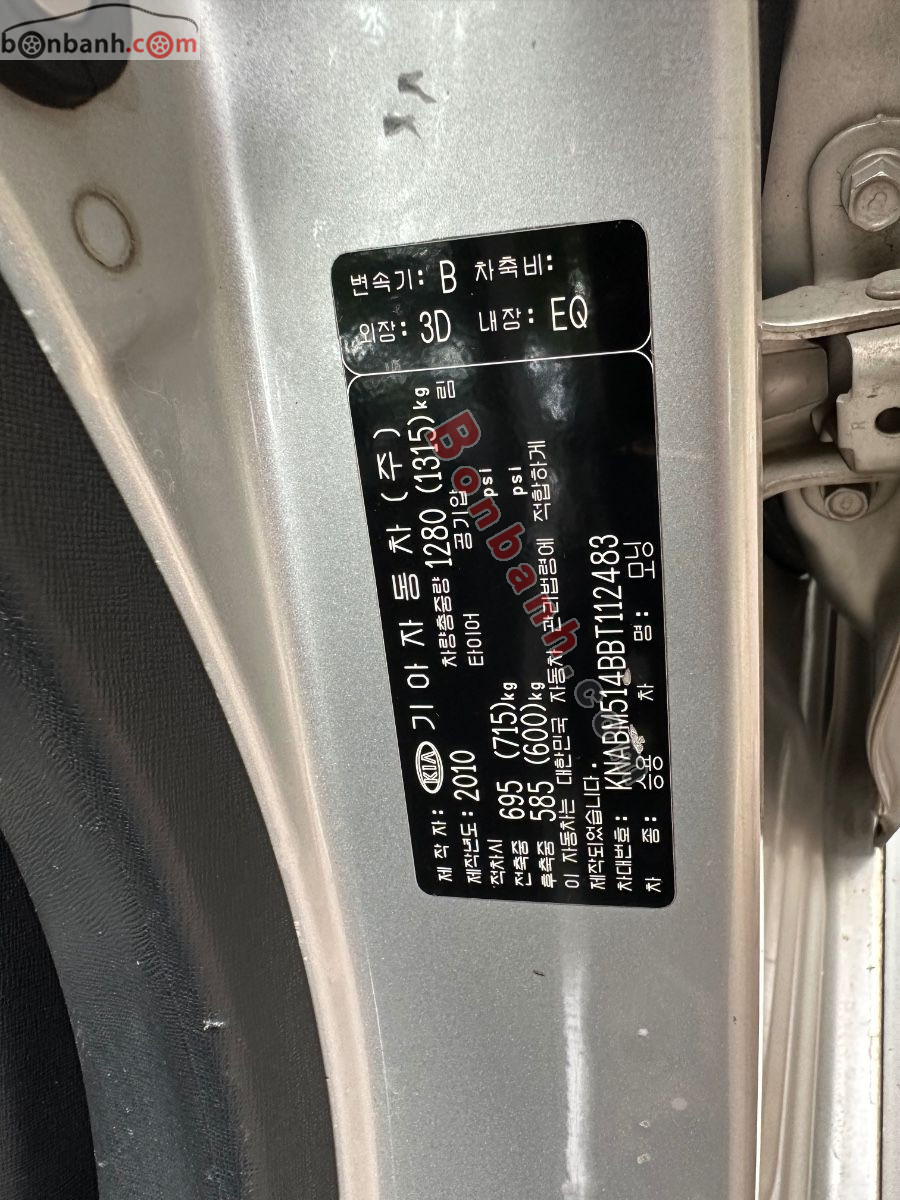 bonbanh.com
변속기: B 차축비:
외장: 3D 내장: EQ
제 작 자: KIA 기 아 자 동 차 ( 주 )
제작년도: 2010 차량총중량 1280 (1315)kg
적차시 타이어 공기압 림
전축중 695 (715)kg psi
후축중 585 (600)kg psi
이 자동차는 대한민국 자동차 관리법령에 적합하게
제작되었습니다.
차대번호: KNABM514BBT112483
차 종: 승용 차 명: 모닝
Bonbanh.com
R